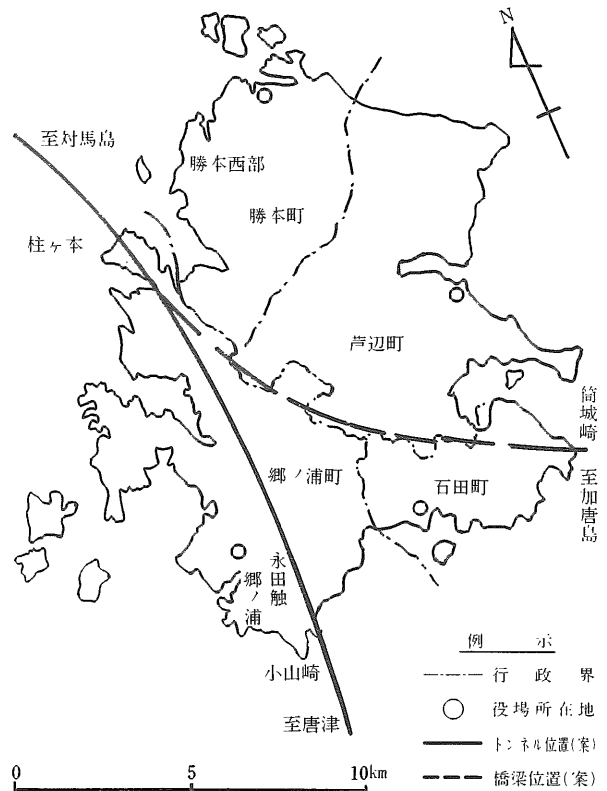 N
至対馬島
勝本西部
勝本町
柱ヶ本
芦辺町
筒城崎
至加唐島
郷ノ浦町
石田町
永田触
郷ノ浦
小山崎
至唐津
例 示
行政界
役場所在地
トンネル位置(案)
橋梁位置(案)
0 5 10km